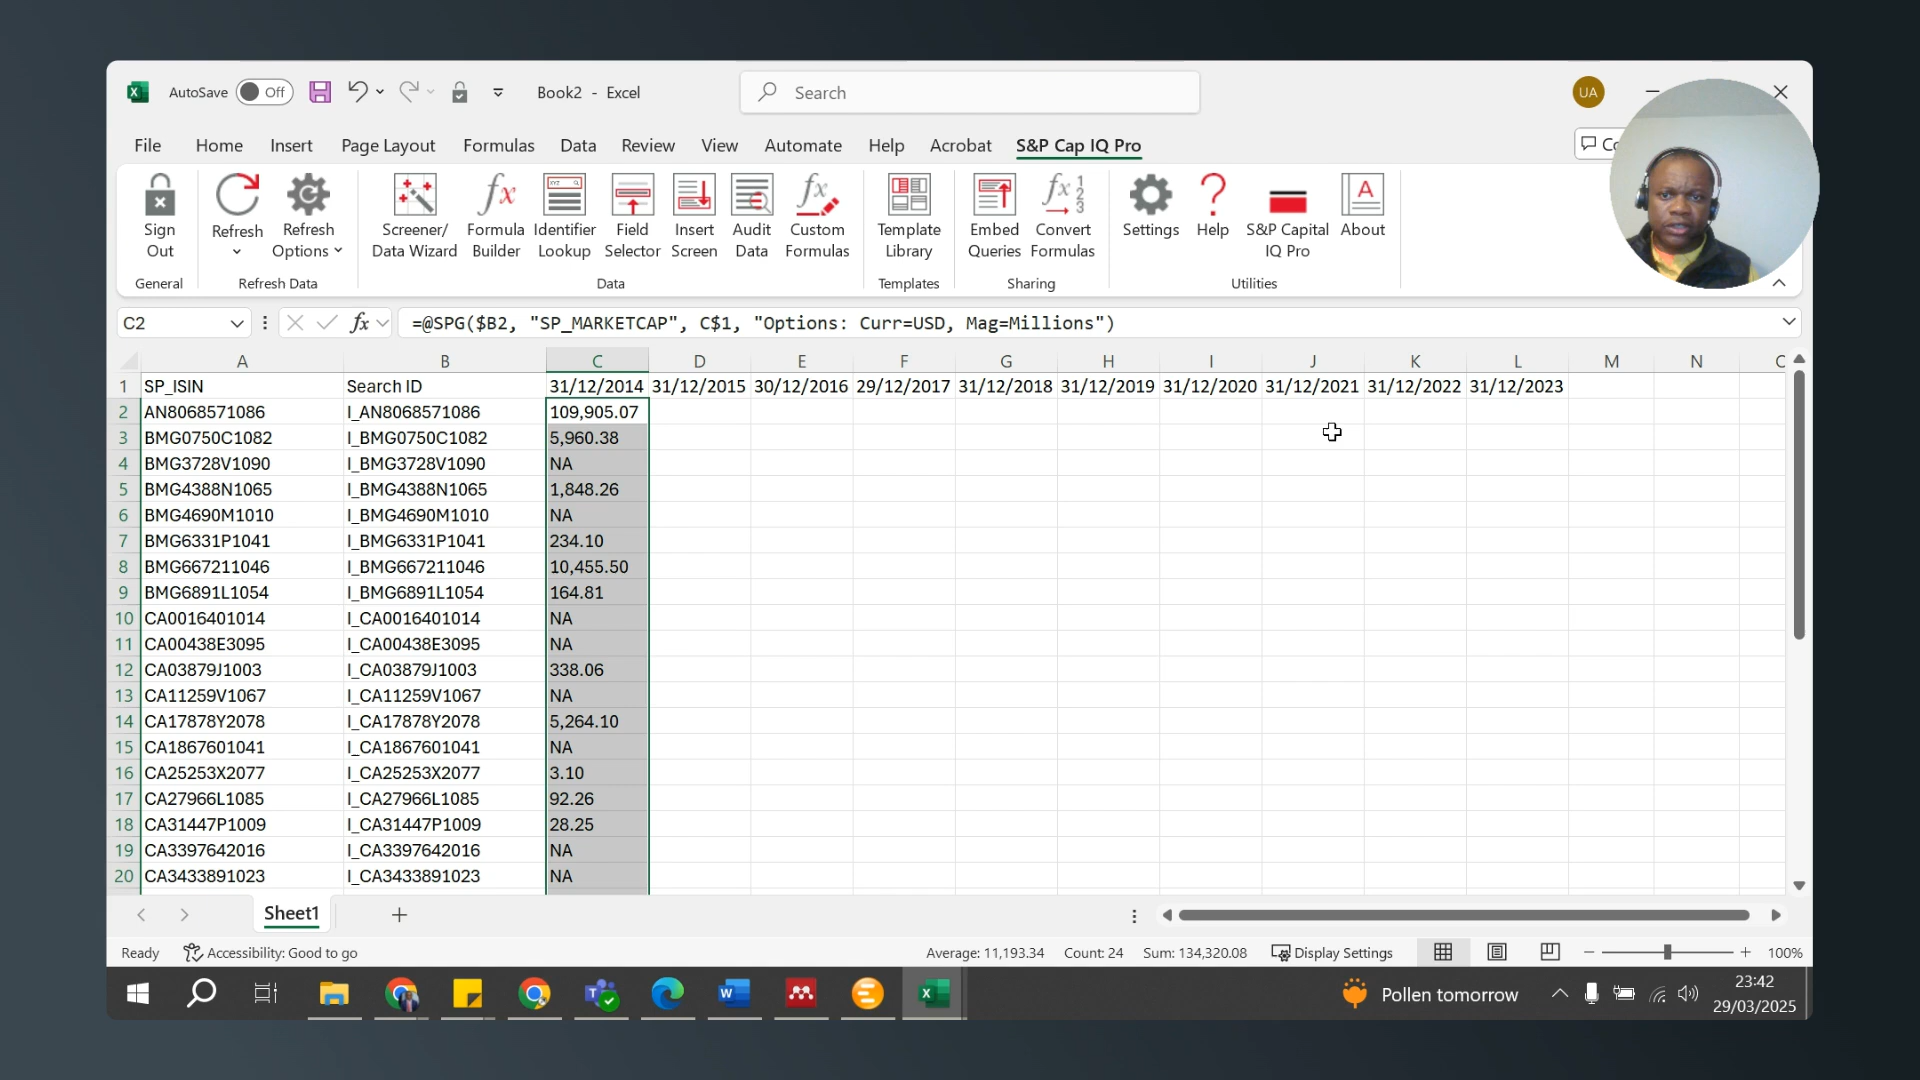 AutoSave Off Book2 - Excel Search UA
File Home Insert Page Layout Formulas Data Review View Automate Help Acrobat S&P Cap IQ Pro
Sign Out Refresh Refresh Options Screener/ Data Wizard Formula Builder Identifier Lookup Field Selector Insert Screen Audit Data Custom Formulas Template Library Embed Queries Convert Formulas Settings Help S&P Capital IQ Pro About
General Refresh Data Data Templates Sharing Utilities
C2 fx =@SPG($B2, "SP_MARKETCAP", C$1, "Options: Curr=USD, Mag=Millions")
A B C D E F G H I J K L M N
1 SP_ISIN Search ID 31/12/2014 31/12/2015 30/12/2016 29/12/2017 31/12/2018 31/12/2019 31/12/2020 31/12/2021 31/12/2022 31/12/2023
2 AN8068571086 I_AN8068571086 109,905.07
3 BMG0750C1082 I_BMG0750C1082 5,960.38
4 BMG3728V1090 I_BMG3728V1090 NA
5 BMG4388N1065 I_BMG4388N1065 1,848.26
6 BMG4690M1010 I_BMG4690M1010 NA
7 BMG6331P1041 I_BMG6331P1041 234.10
8 BMG667211046 I_BMG667211046 10,455.50
9 BMG6891L1054 I_BMG6891L1054 164.81
10 CA0016401014 I_CA0016401014 NA
11 CA00438E3095 I_CA00438E3095 NA
12 CA03879J1003 I_CA03879J1003 338.06
13 CA11259V1067 I_CA11259V1067 NA
14 CA17878Y2078 I_CA17878Y2078 5,264.10
15 CA1867601041 I_CA1867601041 NA
16 CA25253X2077 I_CA25253X2077 3.10
17 CA27966L1085 I_CA27966L1085 92.26
18 CA31447P1009 I_CA31447P1009 28.25
19 CA3397642016 I_CA3397642016 NA
20 CA3433891023 I_CA3433891023 NA
Sheet1
Ready Accessibility: Good to go Average: 11,193.34 Count: 24 Sum: 134,320.08 Display Settings 100%
Pollen tomorrow 23:42
29/03/2025